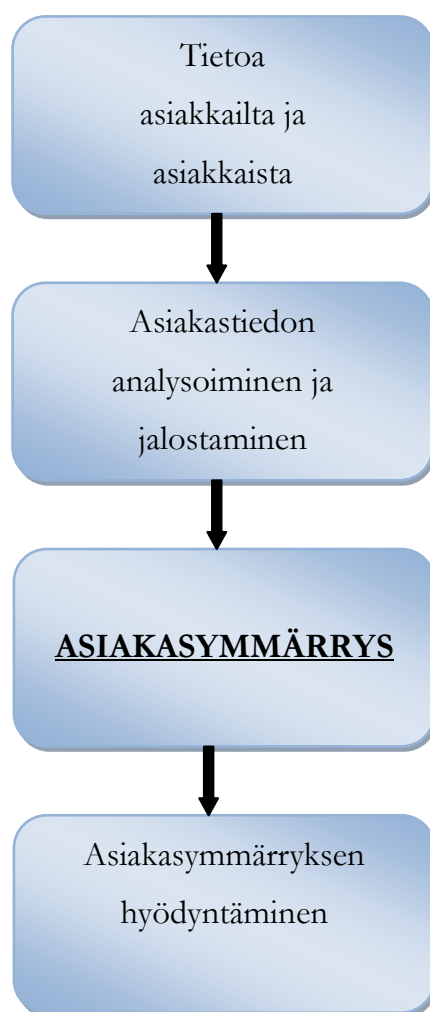 Tietoa
asiakkailta ja
asiakkaista
Asiakastiedon
analysoiminen ja
jalostaminen
ASIAKASYMMÄRRYS
Asiakasymmärryksen
hyödyntäminen